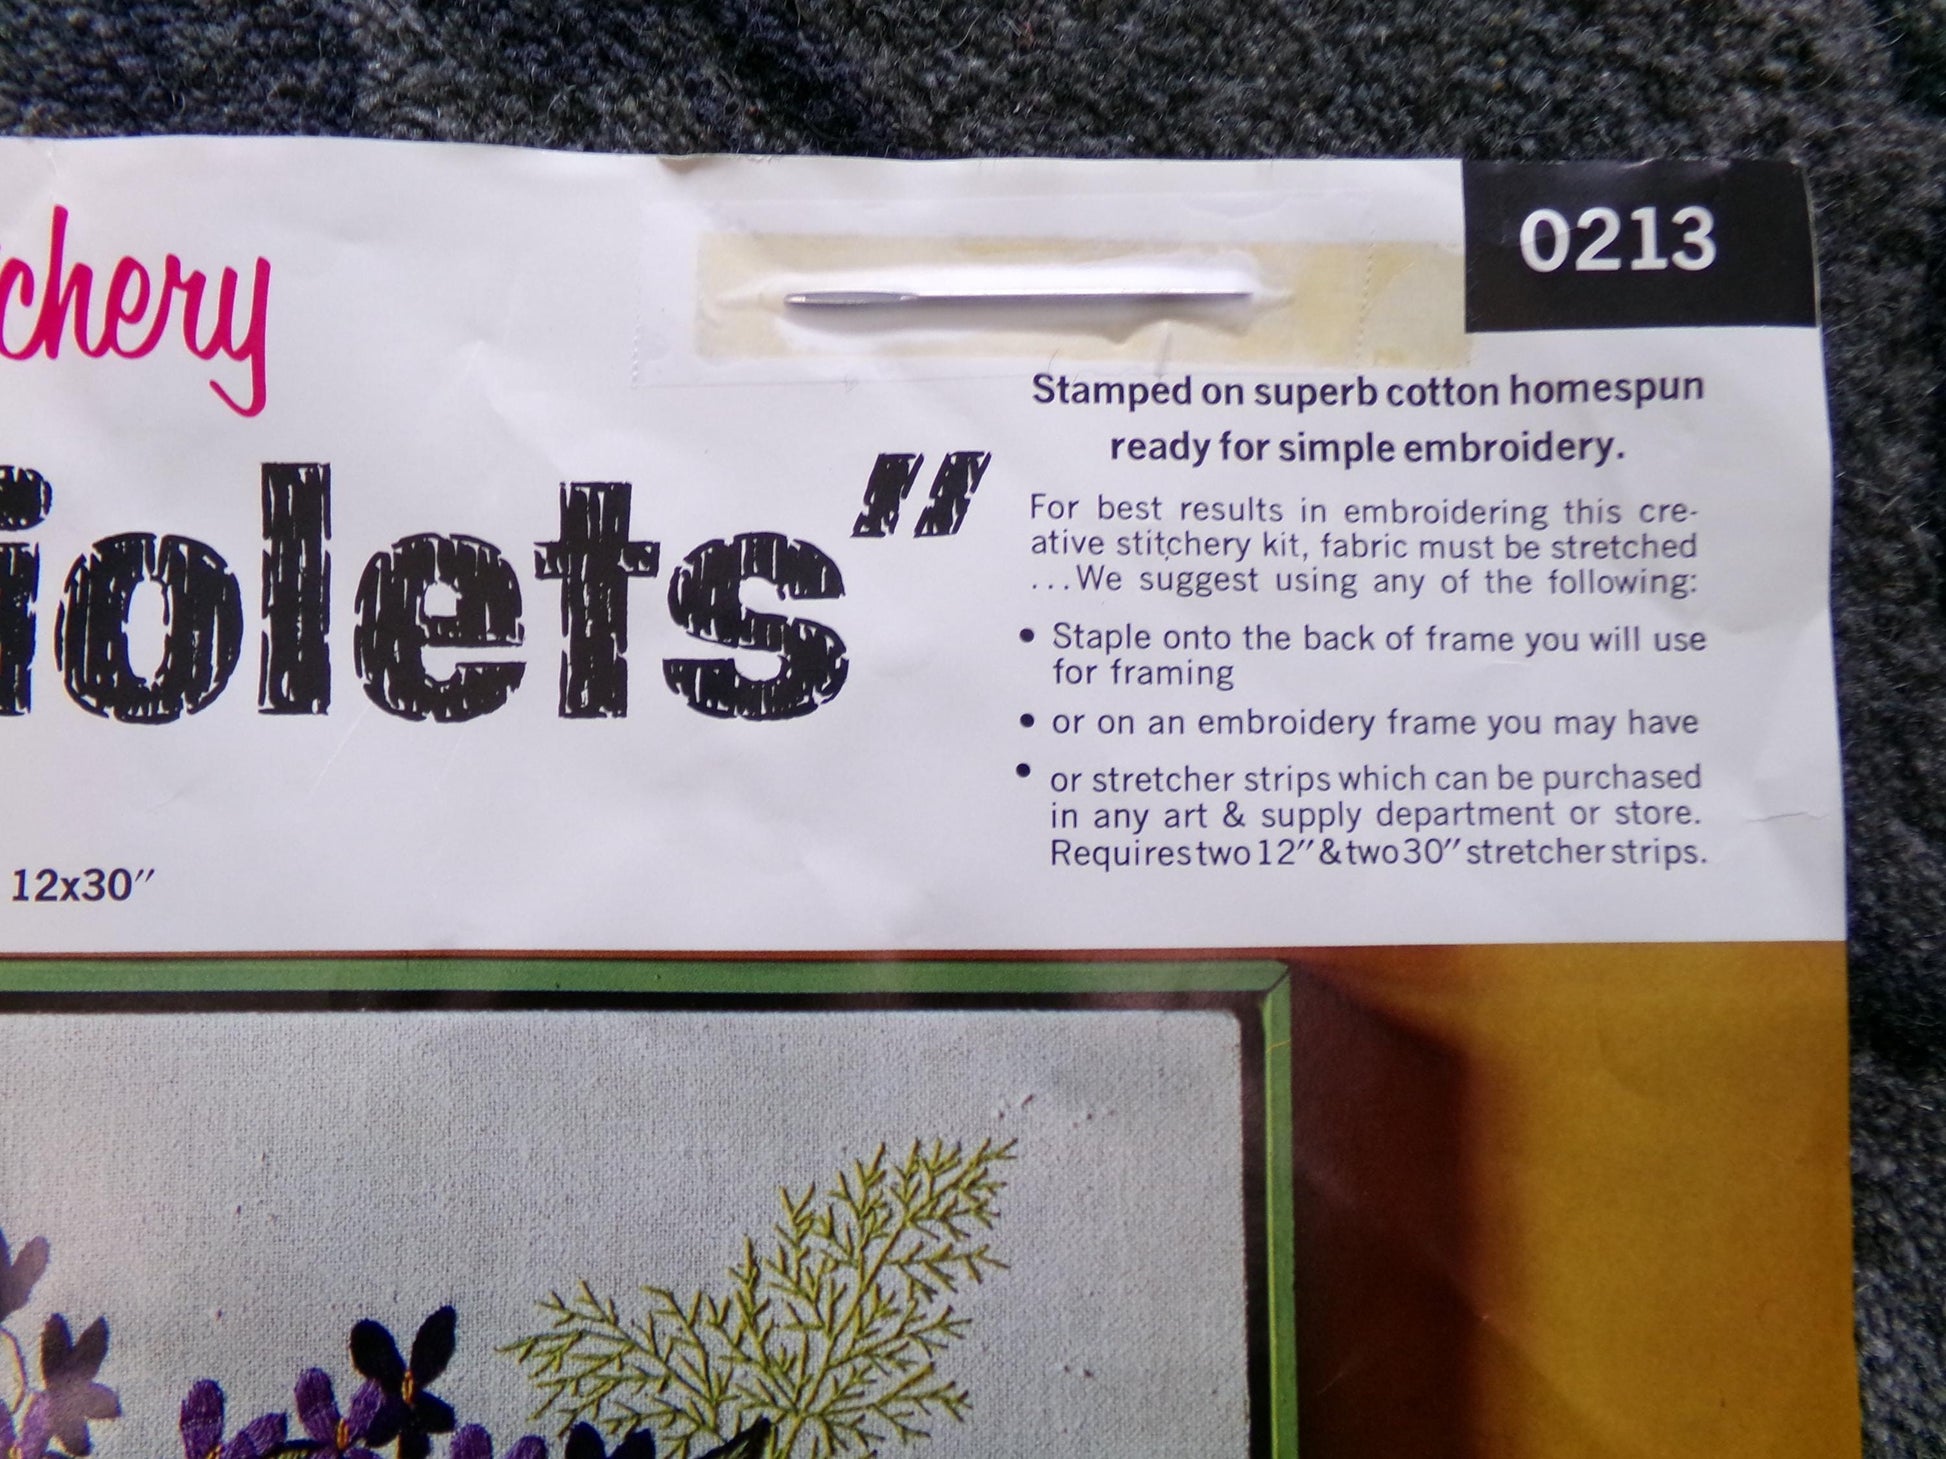 0213
chery
iolets"
12x30"
Stamped on superb cotton homespun
ready for simple embroidery.
For best results in embroidering this cre-
ative stitchery kit, fabric must be stretched
...We suggest using any of the following:
• Staple onto the back of frame you will use
for framing
• or on an embroidery frame you may have
• or stretcher strips which can be purchased
in any art & supply department or store.
Requires two 12" & two 30" stretcher strips.